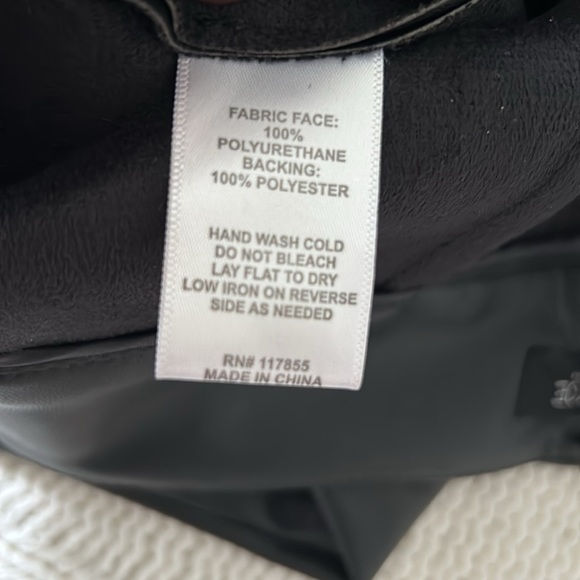 FABRIC FACE:
100%
POLYURETHANE
BACKING:
100% POLYESTER
HAND WASH COLD
DO NOT BLEACH
LAY FLAT TO DRY
LOW IRON ON REVERSE
SIDE AS NEEDED
RN# 117855
MADE IN CHINA